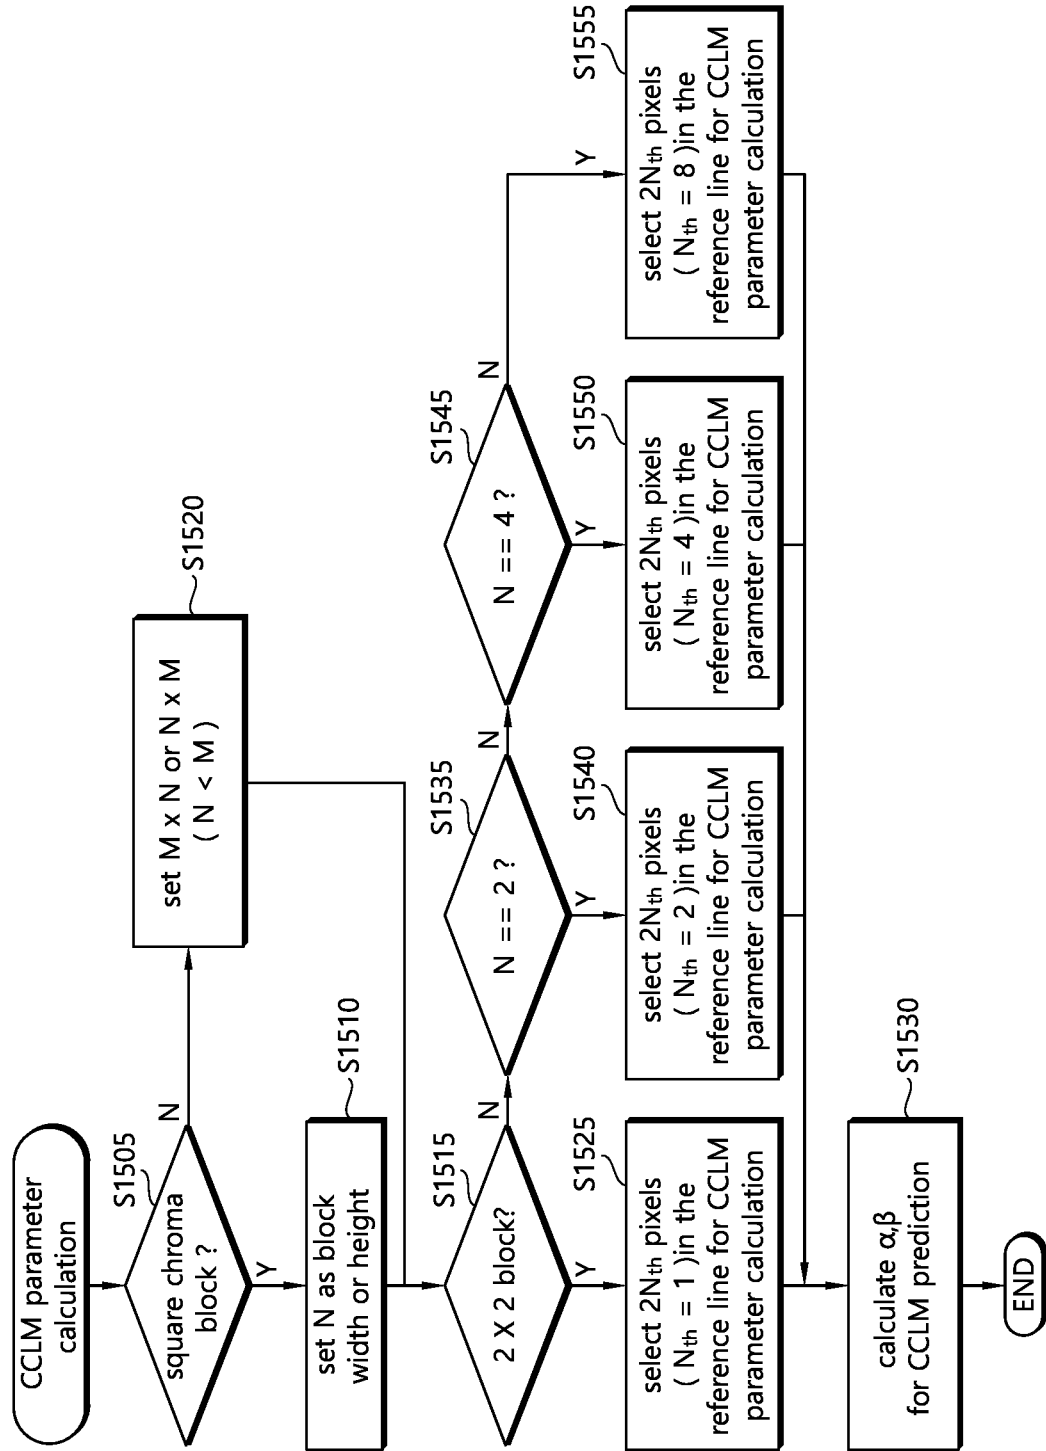 CCLM parameter
calculation
S1505
square chroma
block ?
N
Y
S1510
set N as block
width or height
S1520
set M x N or N x M
( N < M )
S1515
2 X 2 block?
N
Y
S1525
select 2Nth pixels
( Nth = 1 )in the
reference line for CCLM
parameter calculation
S1535
N == 2 ?
N
Y
S1540
select 2Nth pixels
( Nth = 2 )in the
reference line for CCLM
parameter calculation
S1545
N == 4 ?
N
Y
S1550
select 2Nth pixels
( Nth = 4 )in the
reference line for CCLM
parameter calculation
Y
S1555
select 2Nth pixels
( Nth = 8 )in the
reference line for CCLM
parameter calculation
S1530
calculate α,β
for CCLM prediction
END